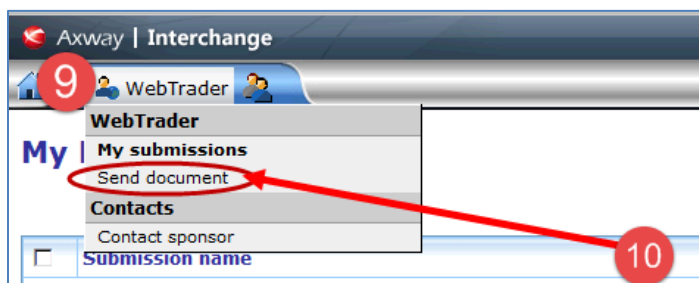 Axway | Interchange
9 WebTrader
WebTrader
My
My submissions
Send document
Contacts
Contact sponsor
10
Submission name